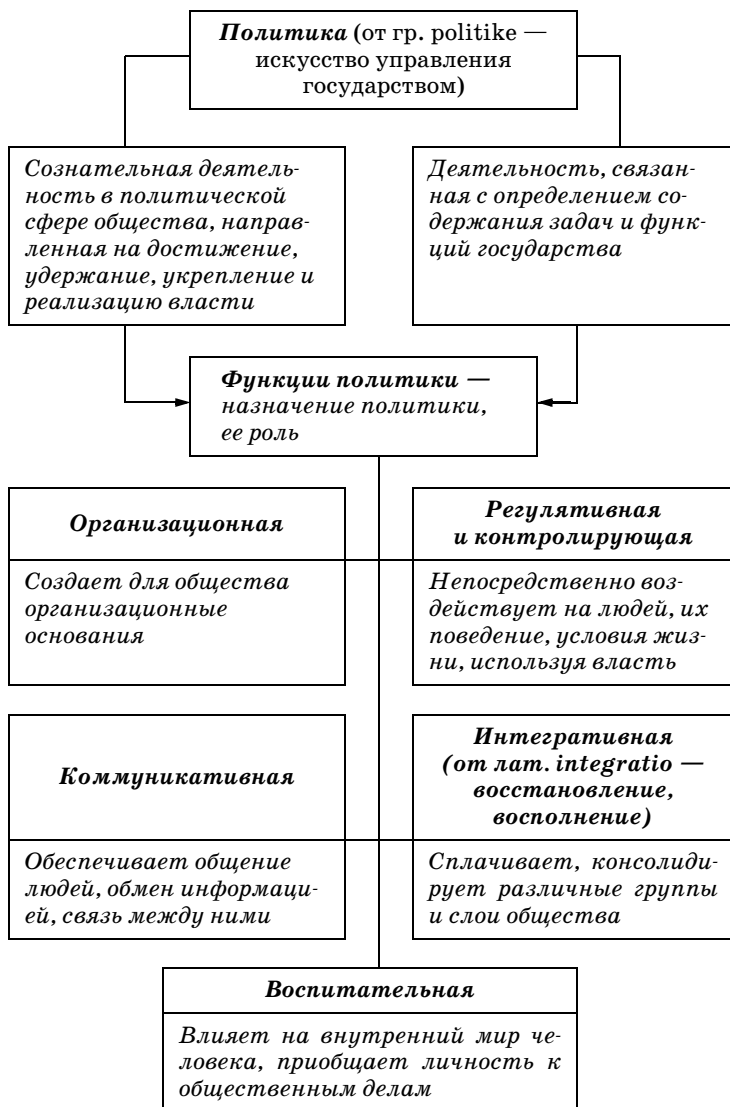 Политика (от гр. politike —
искусство управления
государством)
Сознательная деятель-
ность в политической
сфере общества, направ-
ленная на достижение,
удержание, укрепление и
реализацию власти
Деятельность, связан-
ная с определением со-
держания задач и функ-
ций государства
Функции политики —
назначение политики,
ее роль
Организационная
Создает для общества
организационные
основания
Регулятивная
и контролирующая
Непосредственно воз-
действует на людей, их
поведение, условия жиз-
ни, используя власть
Коммуникативная
Обеспечивает общение
людей, обмен информаци-
ей, связь между ними
Интегративная
(от лат. integratio —
восстановление,
восполнение)
Сплачивает, консолиди-
рует различные группы
и слои общества
Воспитательная
Влияет на внутренний мир че-
ловека, приобщает личность к
общественным делам